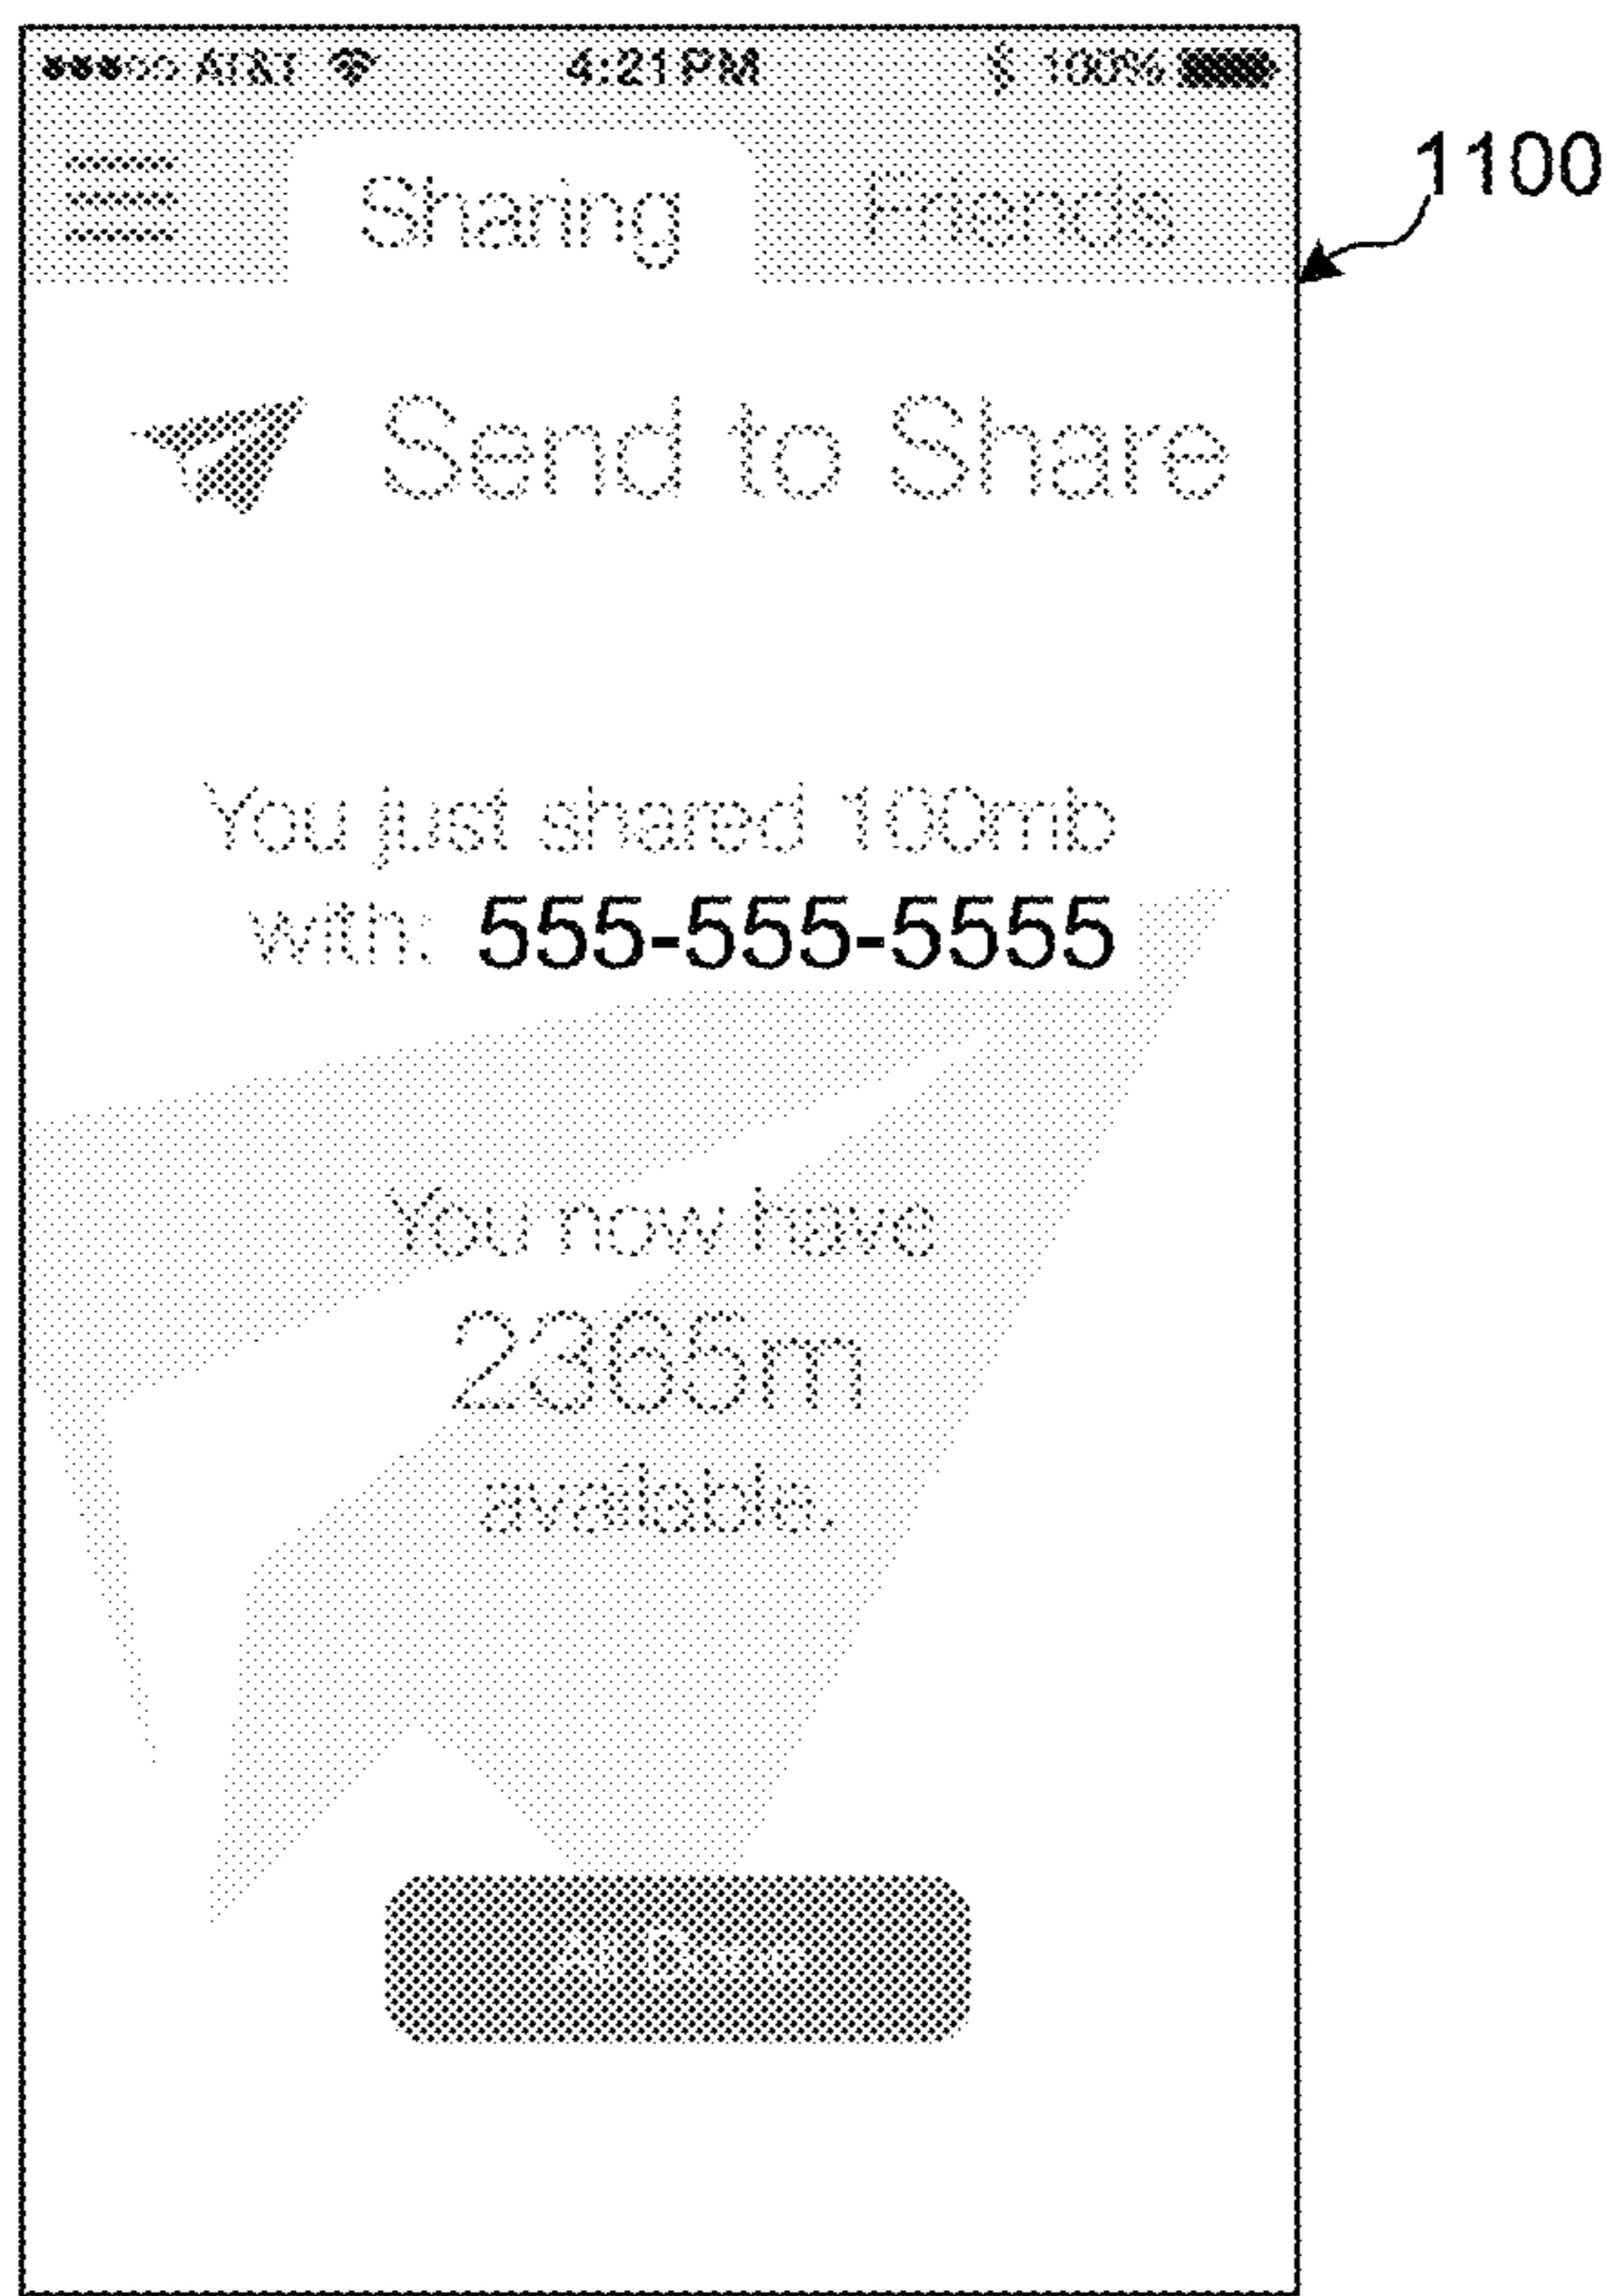 AT&T 4:21 PM 100%
1100
Sharing Friends
Send to Share
You just shared 100mb
with: 555-555-5555
You now have
2365m
available.